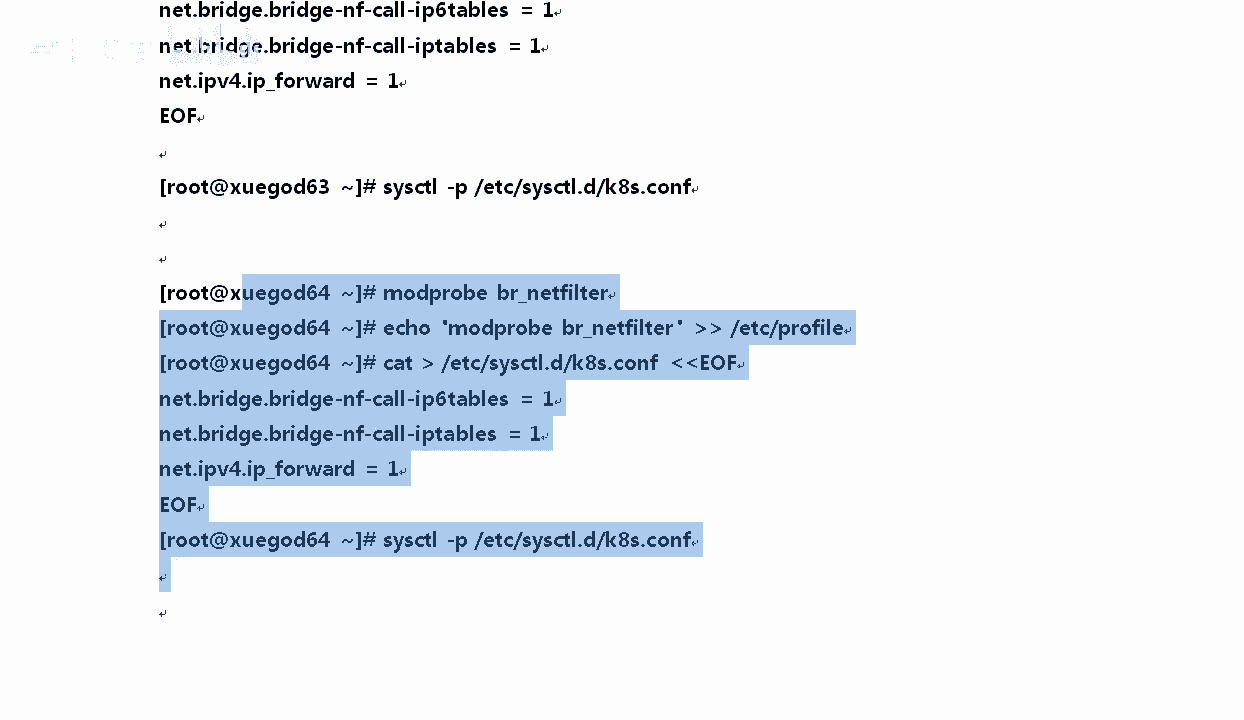 net.bridge.bridge-nf-call-ip6tables = 1
net.bridge.bridge-nf-call-iptables = 1
net.ipv4.ip_forward = 1
EOF
[root@xuegod63 ~]# sysctl -p /etc/sysctl.d/k8s.conf
[root@xuegod64 ~]# modprobe br_netfilter
[root@xuegod64 ~]# echo "modprobe br_netfilter" >> /etc/profile
[root@xuegod64 ~]# cat > /etc/sysctl.d/k8s.conf <<EOF
net.bridge.bridge-nf-call-ip6tables = 1
net.bridge.bridge-nf-call-iptables = 1
net.ipv4.ip_forward = 1
EOF
[root@xuegod64 ~]# sysctl -p /etc/sysctl.d/k8s.conf